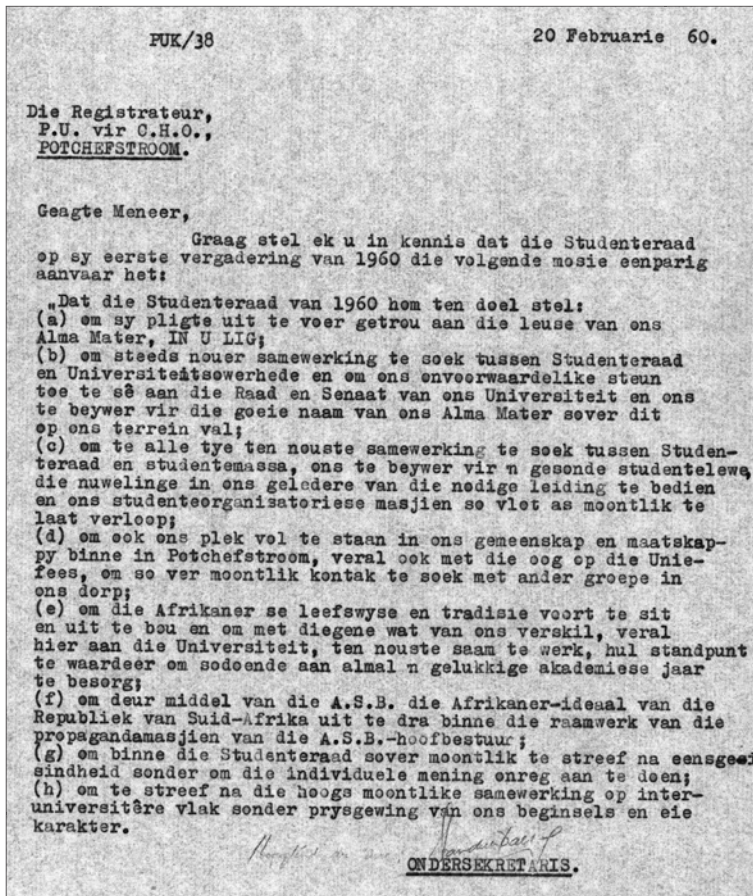 PUK/38 20 Februarie 60.
Die Registrateur,
P.U. vir C.H.O.,
POTCHEFSTROOM.
Geagte Meneer,
Graag stel ek u in kennis dat die Studenteraad
op sy eerste vergadering van 1960 die volgende mosie eenparig
aanvaar het:
„Dat die Studenteraad van 1960 hom ten doel stel:
(a) om sy pligte uit te voer getrou aan die leuse van ons
Alma Mater, IN U LIG;
(b) om steeds nouer samewerking te soek tussen Studenteraad
en Universiteitsowerhede en om ons onvoorwaardelike steun
toe te sê aan die Raad en Senaat van ons Universiteit en ons
te beywer vir die goeie naam van ons Alma Mater sover dit
op ons terrein val;
(c) om te alle tye ten nouste samewerking te soek tussen Studen-
teraad en studentemassa, ons te beywer vir 'n gesonde studentelewe,
die nuwelinge in ons geledere van die nodige leiding te bedien
en ons studenteorganisatoriese masjien so vlot as moontlik te
laat verloop;
(d) om ook ons plek vol te staan in ons gemeenskap en maatskap-
py binne in Potchefstroom, veral ook met die oog op die Unie-
fees, om so ver moontlik kontak te soek met ander groepe in
ons dorp;
(e) om die Afrikaner se leefswyse en tradisie voort te sit
en uit te bou en om met diegene wat van ons verskil, veral
hier aan die Universiteit, ten nouste saam te werk, hul standpunt
te waardeer om sodoende aan almal 'n gelukkige akademiese jaar
te besorg;
(f) om deur middel van die A.S.B. die Afrikaner-ideaal van die
Republiek van Suid-Afrika uit te dra binne die raamwerk van die
propagandamasjien van die A.S.B.-hoofbestuur;
(g) om binne die Studenteraad sover moontlik te streef na eensgei
sindheid sonder om die individuele mening onreg aan te doen;
(h) om te streef na die hoogs moontlike samewerking op inter-
universitêre vlak sonder prysgewing van ons beginsels en eie
karakter.
ONDERSEKRETARIS.